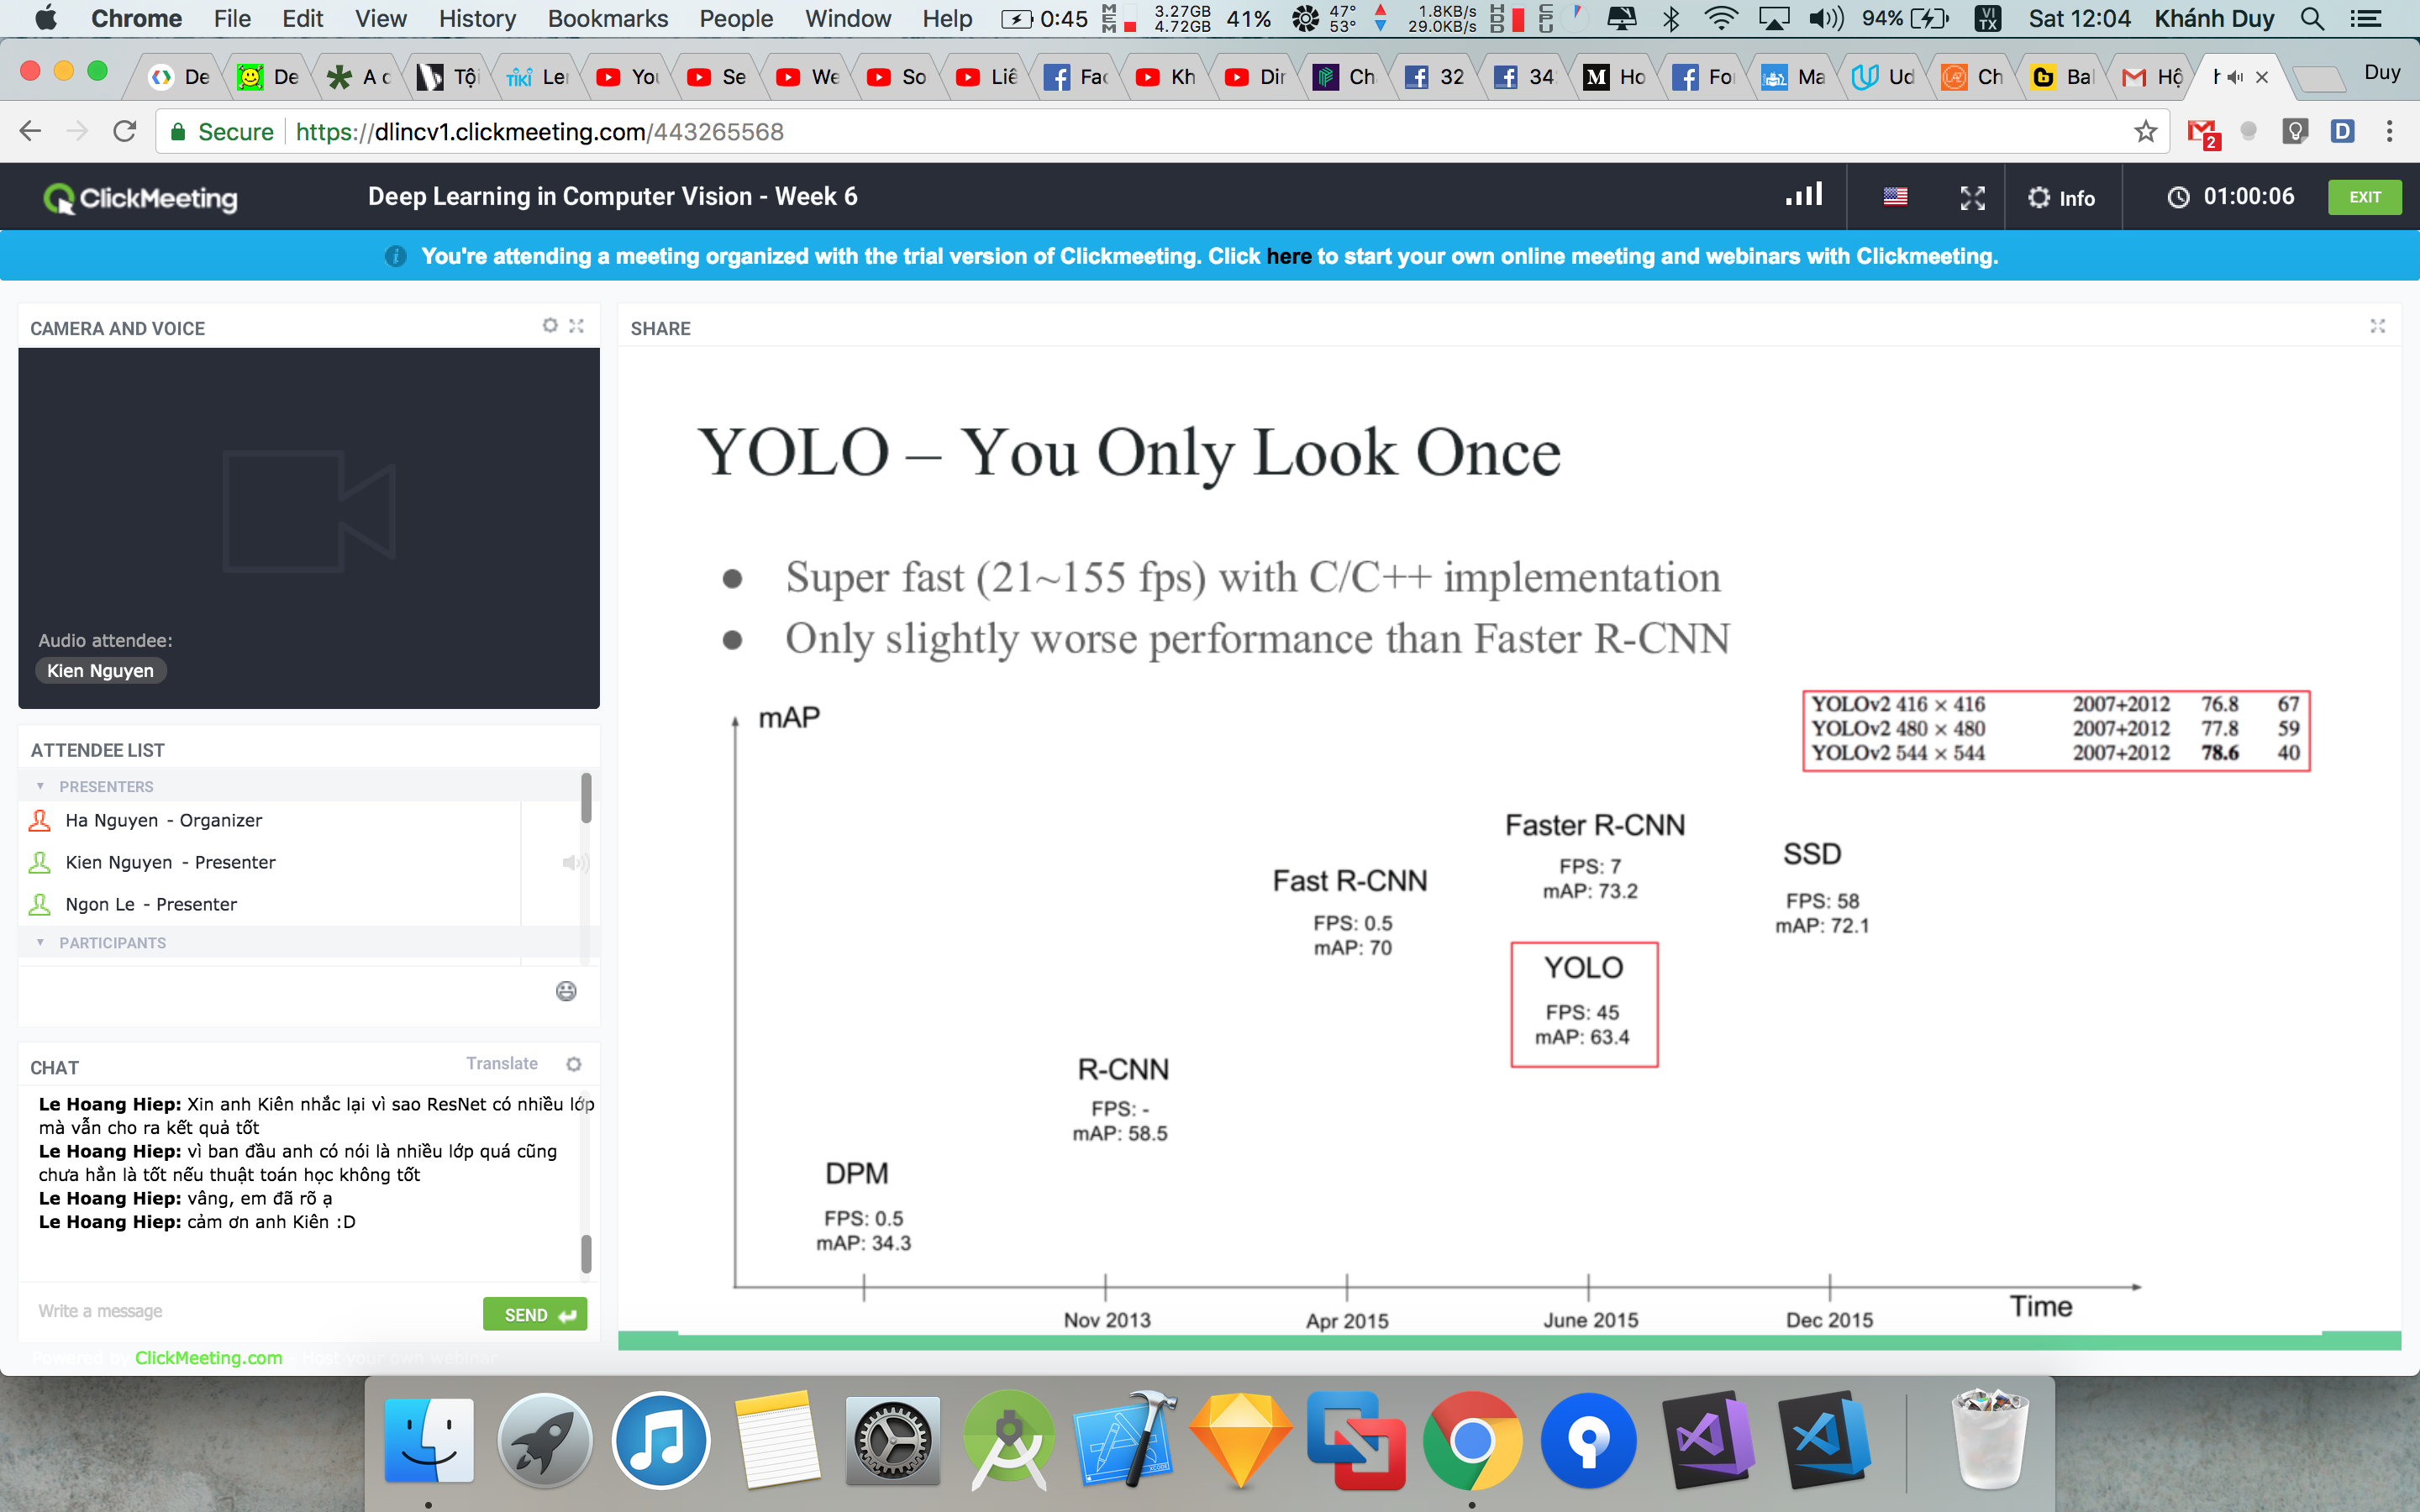 Chrome File Edit View History Bookmarks People Window Help 0:45 MEM 3.27GB 4.72GB 41% 47° 53° 1.8KB/s 29.0KB/s HDD CPU 94% VI TX Sat 12:04 Khánh Duy
De De A c Tội TIKI Ler You Se We So Liê Fac Kh Dir Ch 32 34 M Ho For Ma Ud Ch Bal Hộ h Duy
Secure https://dlincv1.clickmeeting.com/443265568 2 D
ClickMeeting Deep Learning in Computer Vision - Week 6 Info 01:00:06 EXIT
You're attending a meeting organized with the trial version of Clickmeeting. Click here to start your own online meeting and webinars with Clickmeeting.
CAMERA AND VOICE
Audio attendee:
Kien Nguyen
ATTENDEE LIST
PRESENTERS
Ha Nguyen - Organizer
Kien Nguyen - Presenter
Ngon Le - Presenter
PARTICIPANTS
CHAT Translate
Le Hoang Hiep: Xin anh Kiên nhắc lại vì sao ResNet có nhiều lớp
mà vẫn cho ra kết quả tốt
Le Hoang Hiep: vì ban đầu anh có nói là nhiều lớp quá cũng
chưa hẳn là tốt nếu thuật toán học không tốt
Le Hoang Hiep: vâng, em đã rõ ạ
Le Hoang Hiep: cảm ơn anh Kiên :D
Write a message SEND
Powered by ClickMeeting.com - Host your own webinar
SHARE
YOLO – You Only Look Once
● Super fast (21~155 fps) with C/C++ implementation
● Only slightly worse performance than Faster R-CNN
mAP
YOLOv2 416 × 416 2007+2012 76.8 67
YOLOv2 480 × 480 2007+2012 77.8 59
YOLOv2 544 × 544 2007+2012 78.6 40
Faster R-CNN
FPS: 7
mAP: 73.2
SSD
FPS: 58
mAP: 72.1
Fast R-CNN
FPS: 0.5
mAP: 70
YOLO
FPS: 45
mAP: 63.4
R-CNN
FPS: -
mAP: 58.5
DPM
FPS: 0.5
mAP: 34.3
Nov 2013 Apr 2015 June 2015 Dec 2015 Time